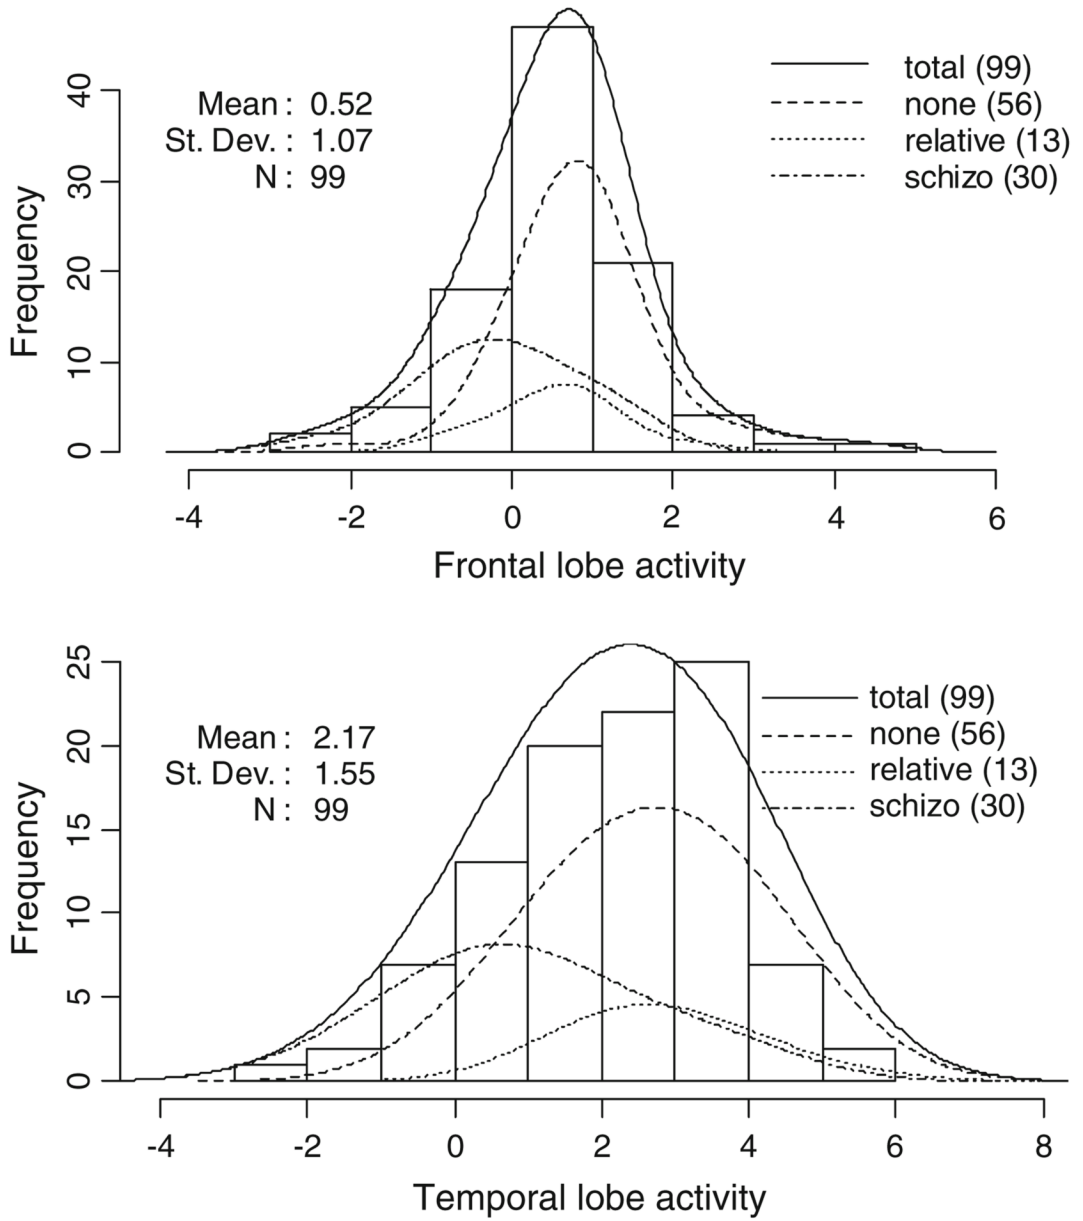 Mean: 0.52
St. Dev.: 1.07
N: 99
total (99)
none (56)
relative (13)
schizo (30)
Frequency
40
30
20
10
0
-4 -2 0 2 4 6
Frontal lobe activity
Mean: 2.17
St. Dev.: 1.55
N: 99
total (99)
none (56)
relative (13)
schizo (30)
Frequency
25
20
15
10
5
0
-4 -2 0 2 4 6 8
Temporal lobe activity